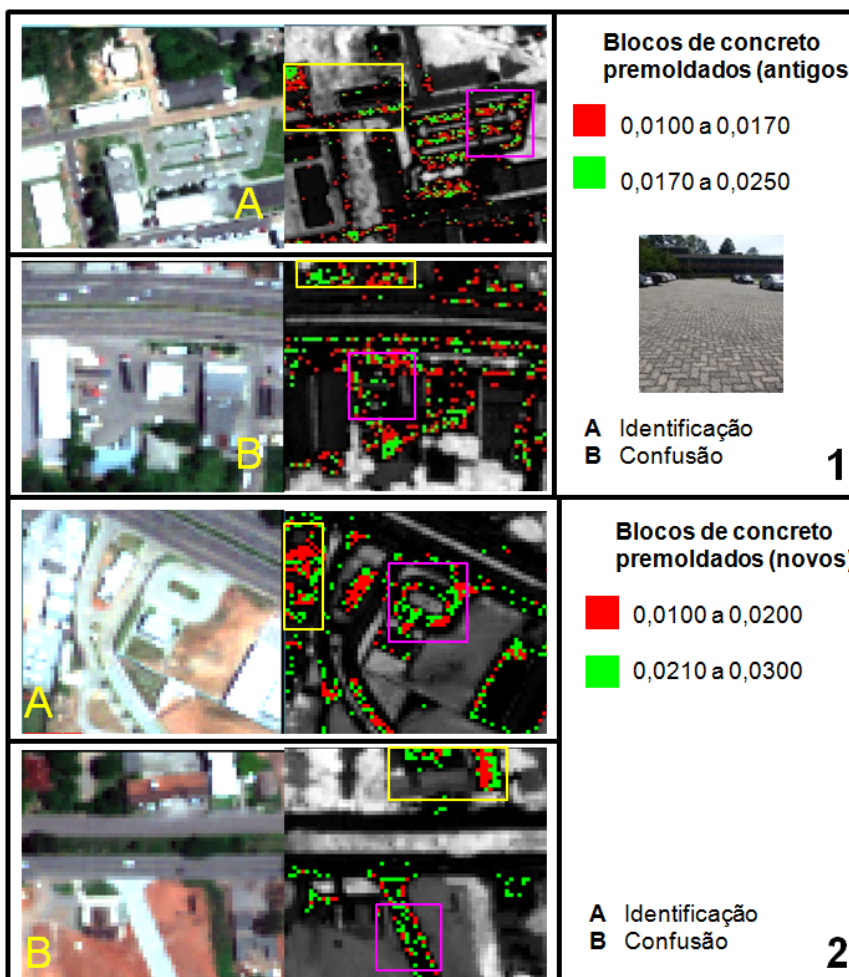 A
B
Blocos de concreto
premoldados (antigos
0,0100 a 0,0170
0,0170 a 0,0250
A Identificação
B Confusão
1
A
B
Blocos de concreto
premoldados (novos)
0,0100 a 0,0200
0,0210 a 0,0300
A Identificação
B Confusão
2